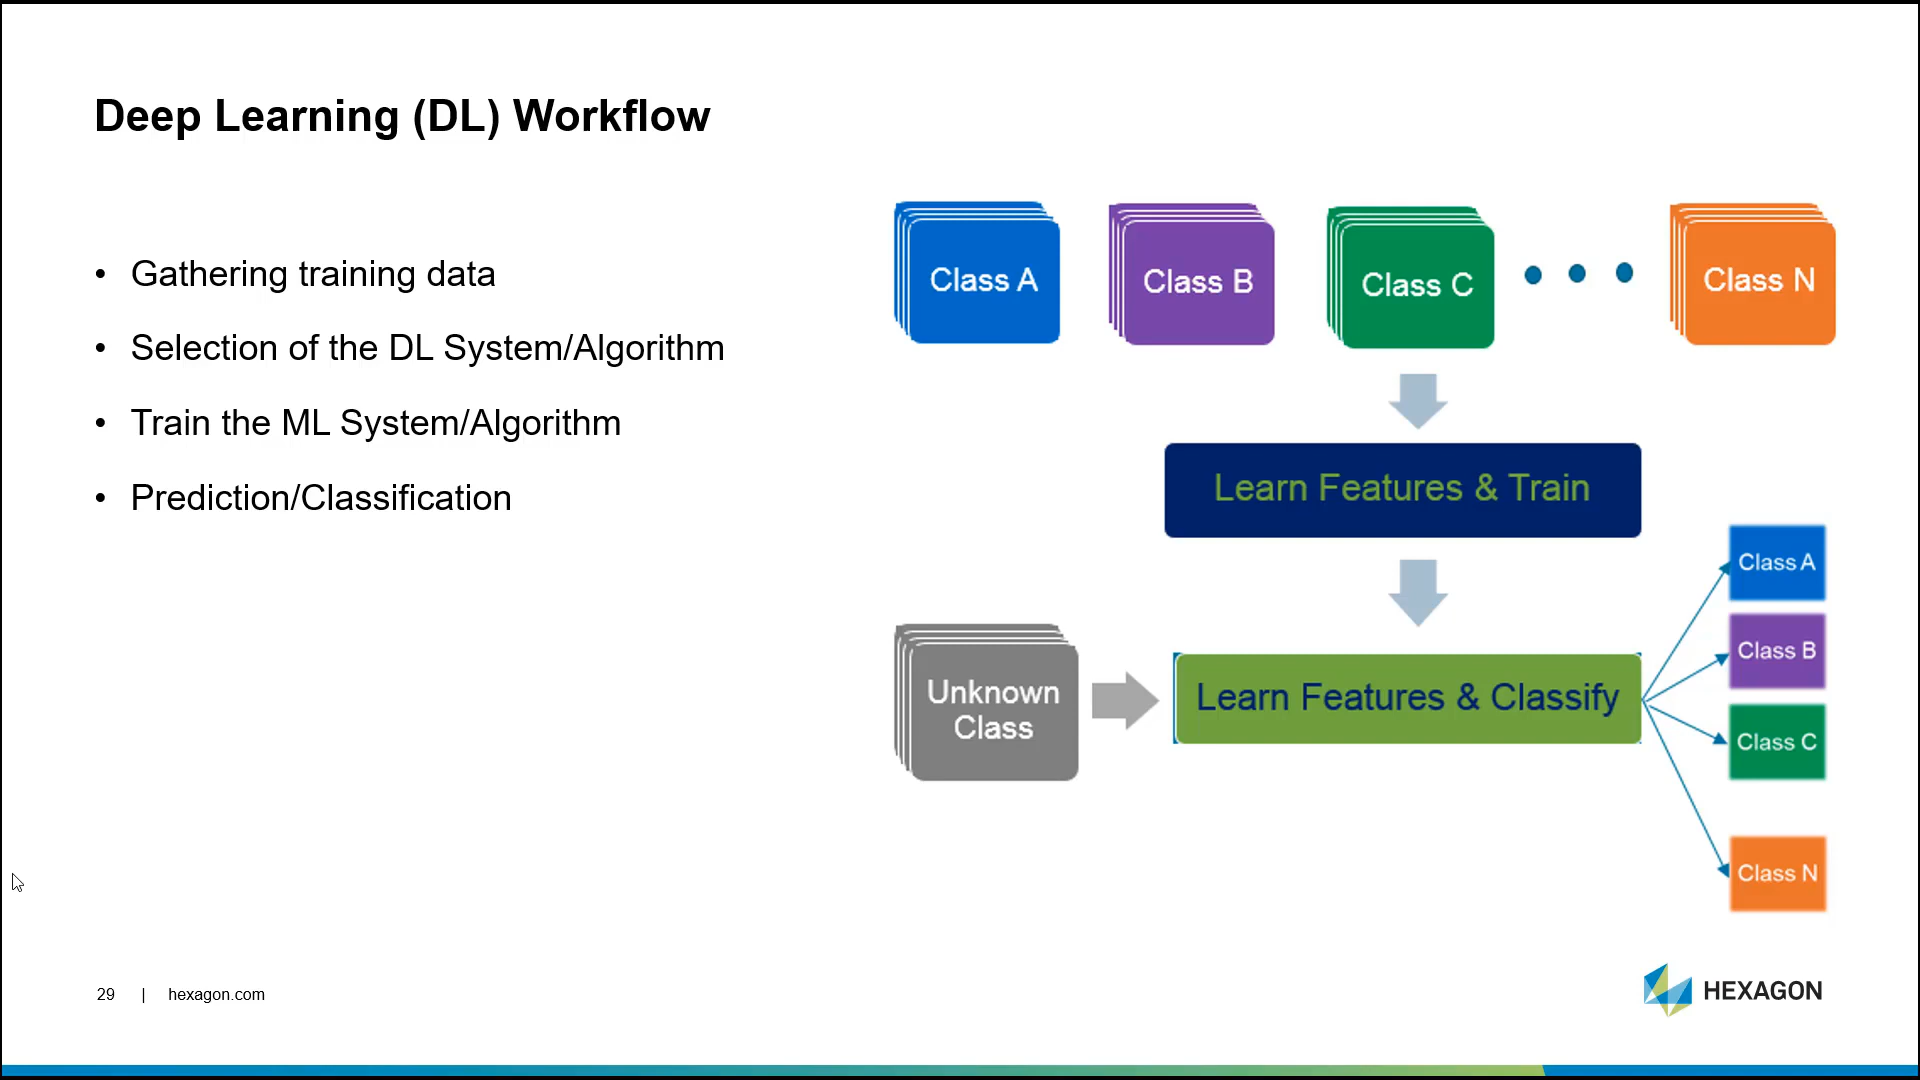 Deep Learning (DL) Workflow
• Gathering training data
• Selection of the DL System/Algorithm
• Train the ML System/Algorithm
• Prediction/Classification
Class A
Class B
Class C
Class N
Learn Features & Train
Unknown
Class
Learn Features & Classify
Class A
Class B
Class C
Class N
29 | hexagon.com
HEXAGON